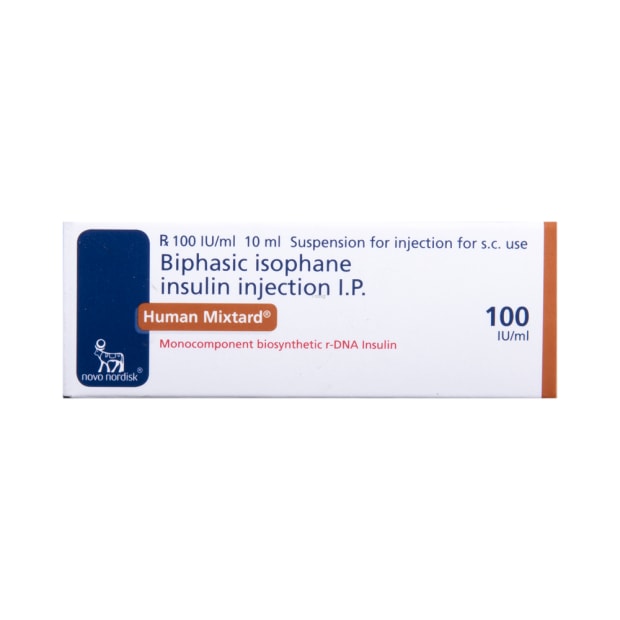 ℞ 100 IU/ml 10 ml Suspension for injection for s.c. use
Biphasic isophane
insulin injection I.P.
Human Mixtard®
100
IU/ml
Monocomponent biosynthetic r-DNA Insulin
novo nordisk®